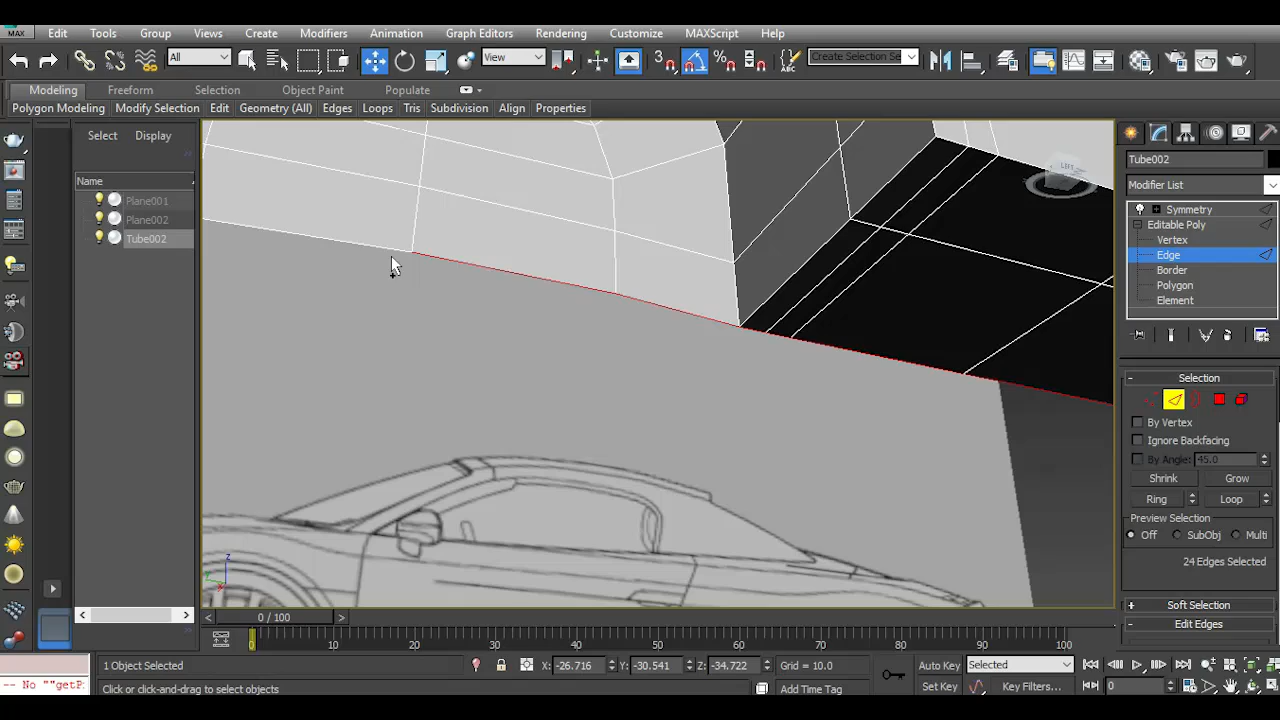 MAX Edit Tools Group Views Create Modifiers Animation Graph Editors Rendering Customize MAXScript Help
All View 3 Create Selection Se
Modeling Freeform Selection Object Paint Populate
Polygon Modeling Modify Selection Edit Geometry (All) Edges Loops Tris Subdivision Align Properties
Select Display
Name
Plane001
Plane002
Tube002
LEFT
Tube002
Modifier List
Symmetry
Editable Poly
Vertex
Edge
Border
Polygon
Element
Selection
By Vertex
Ignore Backfacing
By Angle: 45.0
Shrink Grow
Ring Loop
Preview Selection
Off SubObj Multi
24 Edges Selected
Soft Selection
Edit Edges
z
x
0 / 100
0 10 20 30 40 50 60 70 80 90 100
1 Object Selected X: -26.716 Y: -30.541 Z: -34.722 Grid = 10.0 Auto Key Selected
-- No ""getP: Click or click-and-drag to select objects Add Time Tag Set Key Key Filters... 0